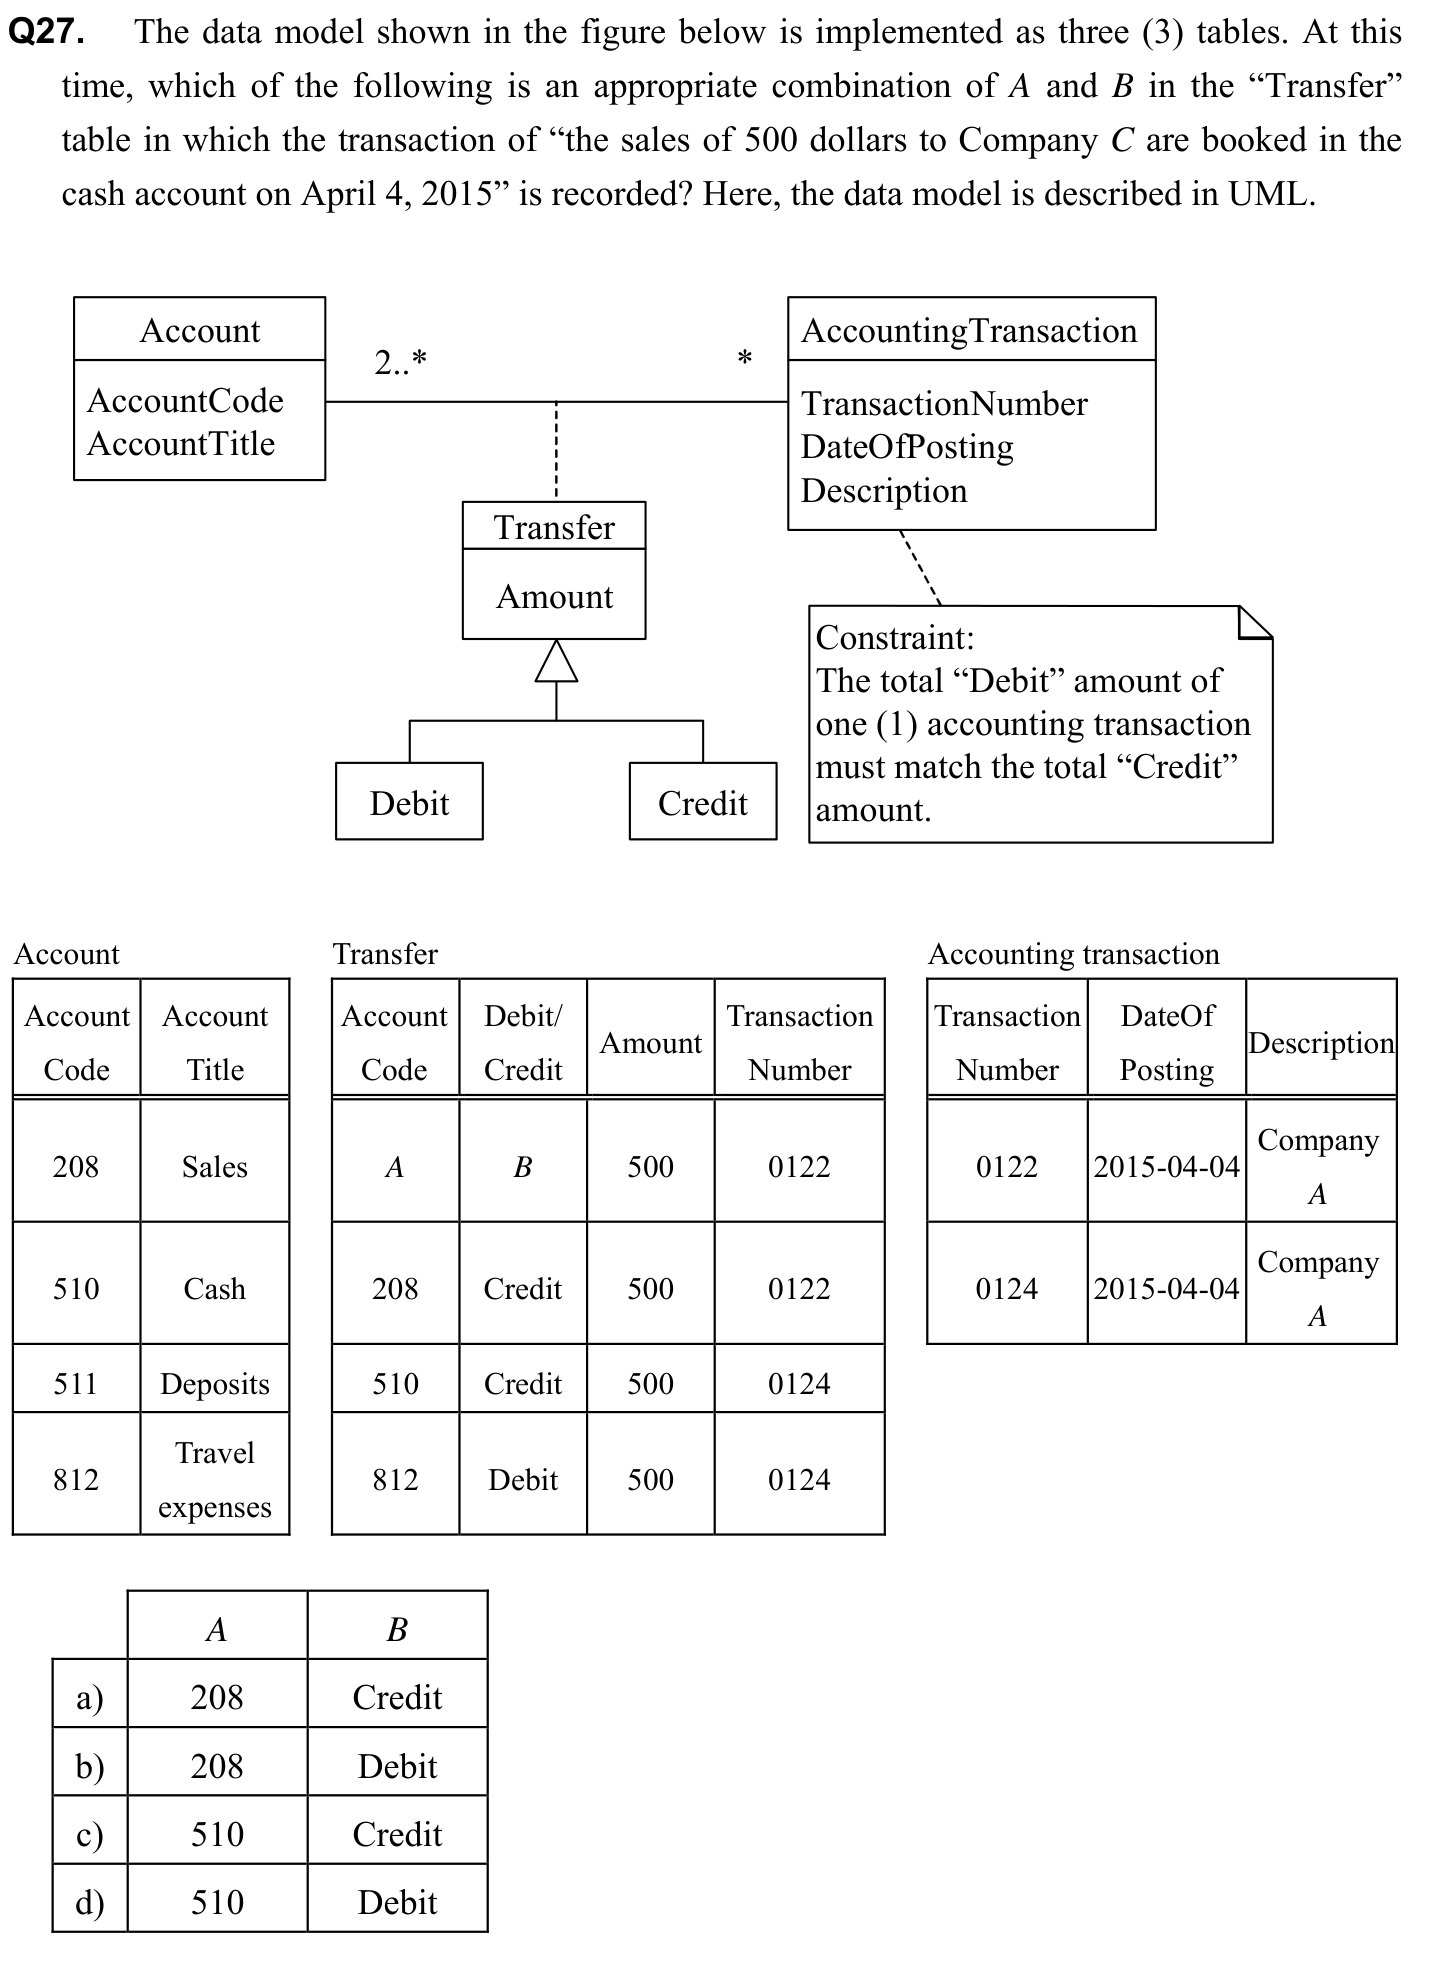 Q27. The data model shown in the figure below is implemented as three (3) tables. At this
time, which of the following is an appropriate combination of A and B in the “Transfer”
table in which the transaction of “the sales of 500 dollars to Company C are booked in the
cash account on April 4, 2015” is recorded? Here, the data model is described in UML.
Account
AccountCode
AccountTitle
2..*
*
AccountingTransaction
TransactionNumber
DateOfPosting
Description
Transfer
Amount
Debit
Credit
Constraint:
The total “Debit” amount of
one (1) accounting transaction
must match the total “Credit”
amount.
Account
Account Code Account Title
208 Sales
510 Cash
511 Deposits
812 Travel expenses
Transfer
Account Code Debit/ Credit Amount Transaction Number
A B 500 0122
208 Credit 500 0122
510 Credit 500 0124
812 Debit 500 0124
Accounting transaction
Transaction Number DateOf Posting Description
0122 2015-04-04 Company A
0124 2015-04-04 Company A
A B
a) 208 Credit
b) 208 Debit
c) 510 Credit
d) 510 Debit